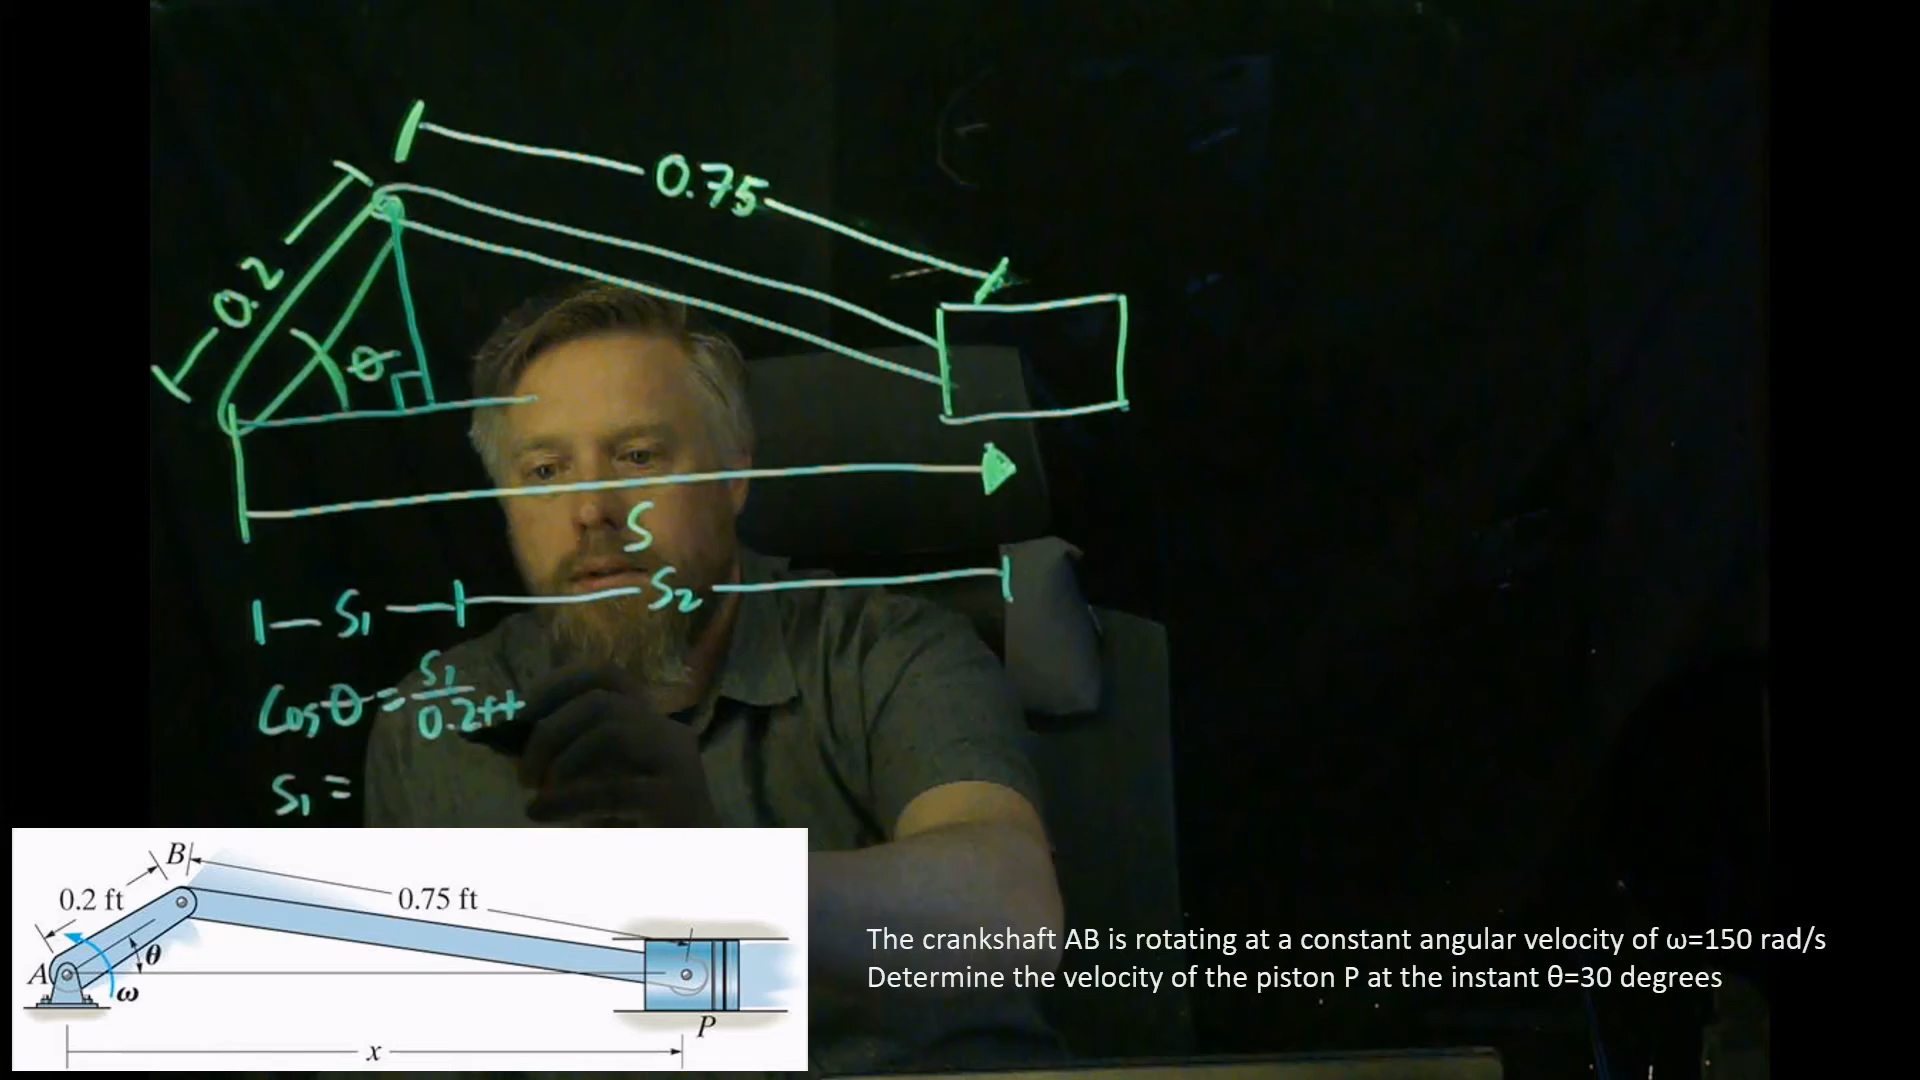 0.75
0.2
θ
S
S₁
S₂
Cosθ = S₁/0.2ft
S₁ =
B
0.2 ft
0.75 ft
A
θ
ω
P
x
The crankshaft AB is rotating at a constant angular velocity of ω=150 rad/s
Determine the velocity of the piston P at the instant θ=30 degrees